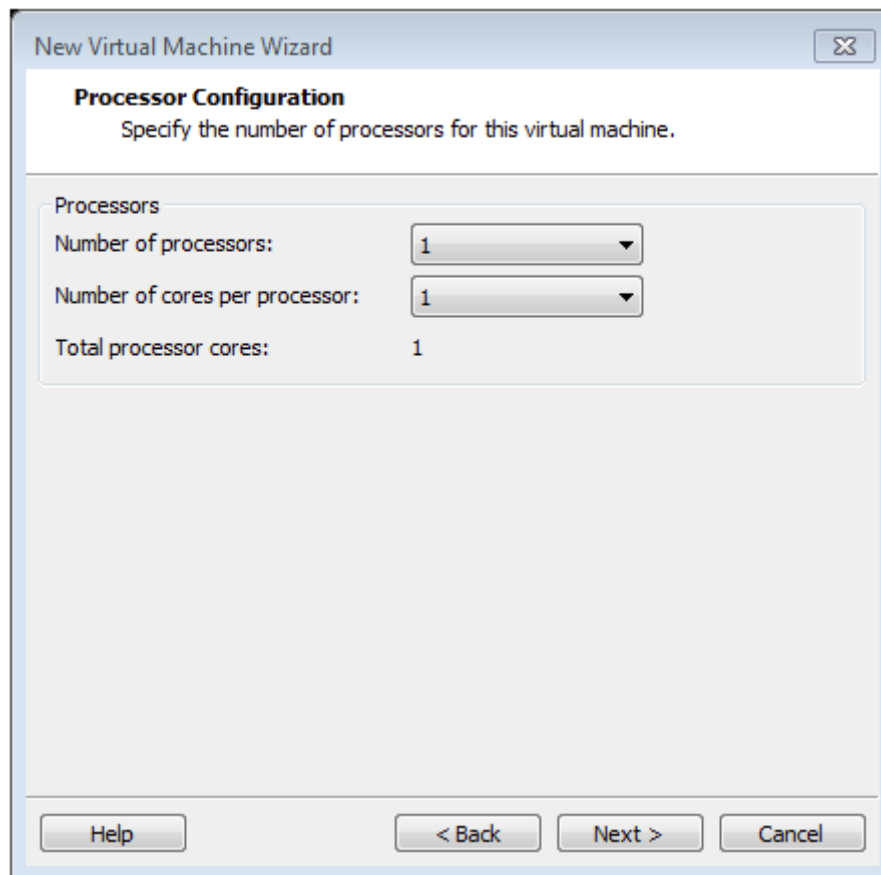 New Virtual Machine Wizard
Processor Configuration
Specify the number of processors for this virtual machine.
Processors
Number of processors: 1
Number of cores per processor: 1
Total processor cores: 1
Help < Back Next > Cancel